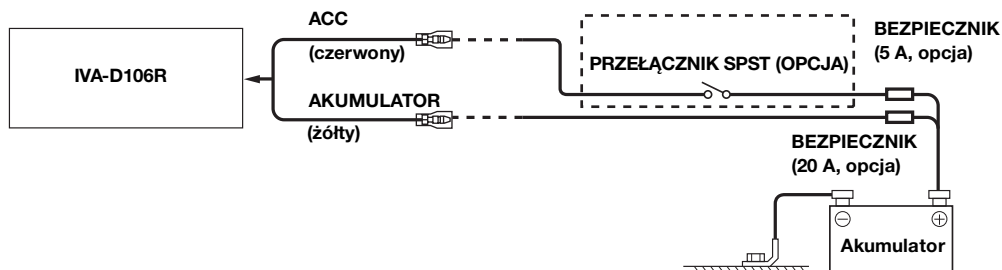 ACC
(czerwony)
BEZPIECZNIK
(5 A, opcja)
IVA-D106R
PRZEŁĄCZNIK SPST (OPCJA)
AKUMULATOR
(żółty)
BEZPIECZNIK
(20 A, opcja)
Akumulator